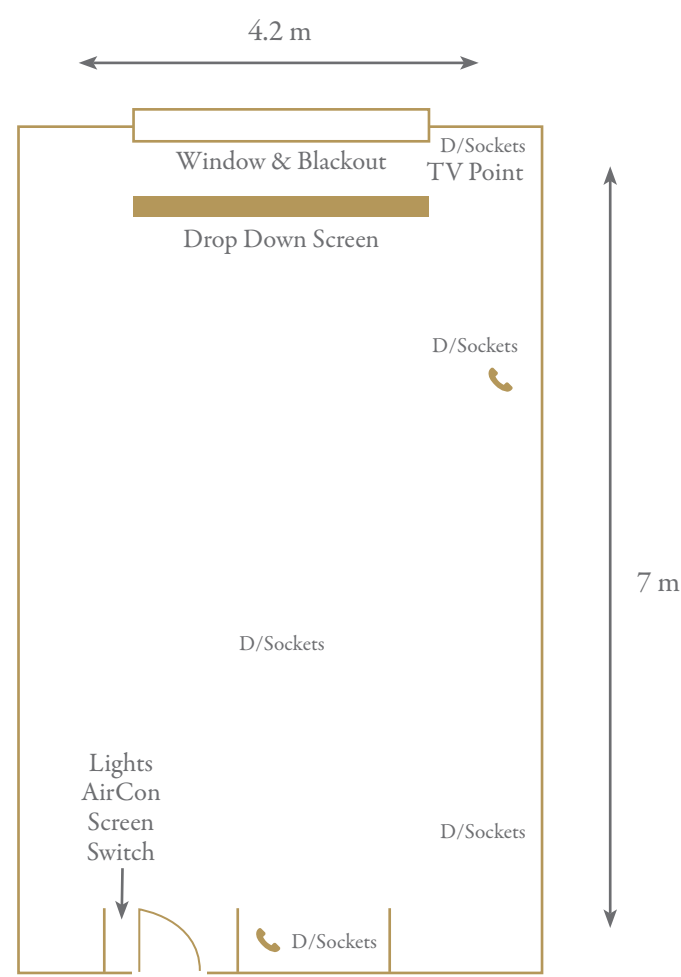 4.2 m
D/Sockets
Window & Blackout
TV Point
Drop Down Screen
D/Sockets
7 m
D/Sockets
Lights
AirCon
Screen
Switch
D/Sockets
D/Sockets